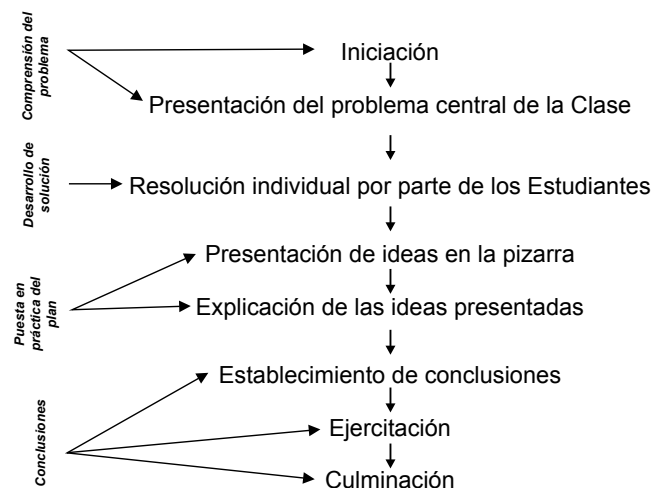 Comprensión del
problema
Iniciación
Presentación del problema central de la Clase
Desarrollo de
solución
Resolución individual por parte de los Estudiantes
Puesta en
práctica del
plan
Presentación de ideas en la pizarra
Explicación de las ideas presentadas
Conclusiones
Establecimiento de conclusiones
Ejercitación
Culminación